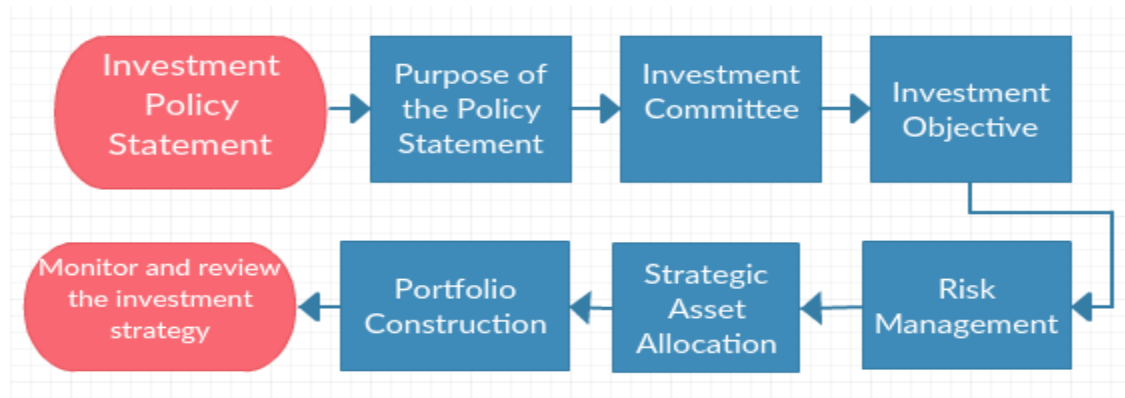 Investment
Policy
Statement
Purpose of
the Policy
Statement
Investment
Committee
Investment
Objective
Risk
Management
Strategic
Asset
Allocation
Portfolio
Construction
Monitor and review
the investment
strategy